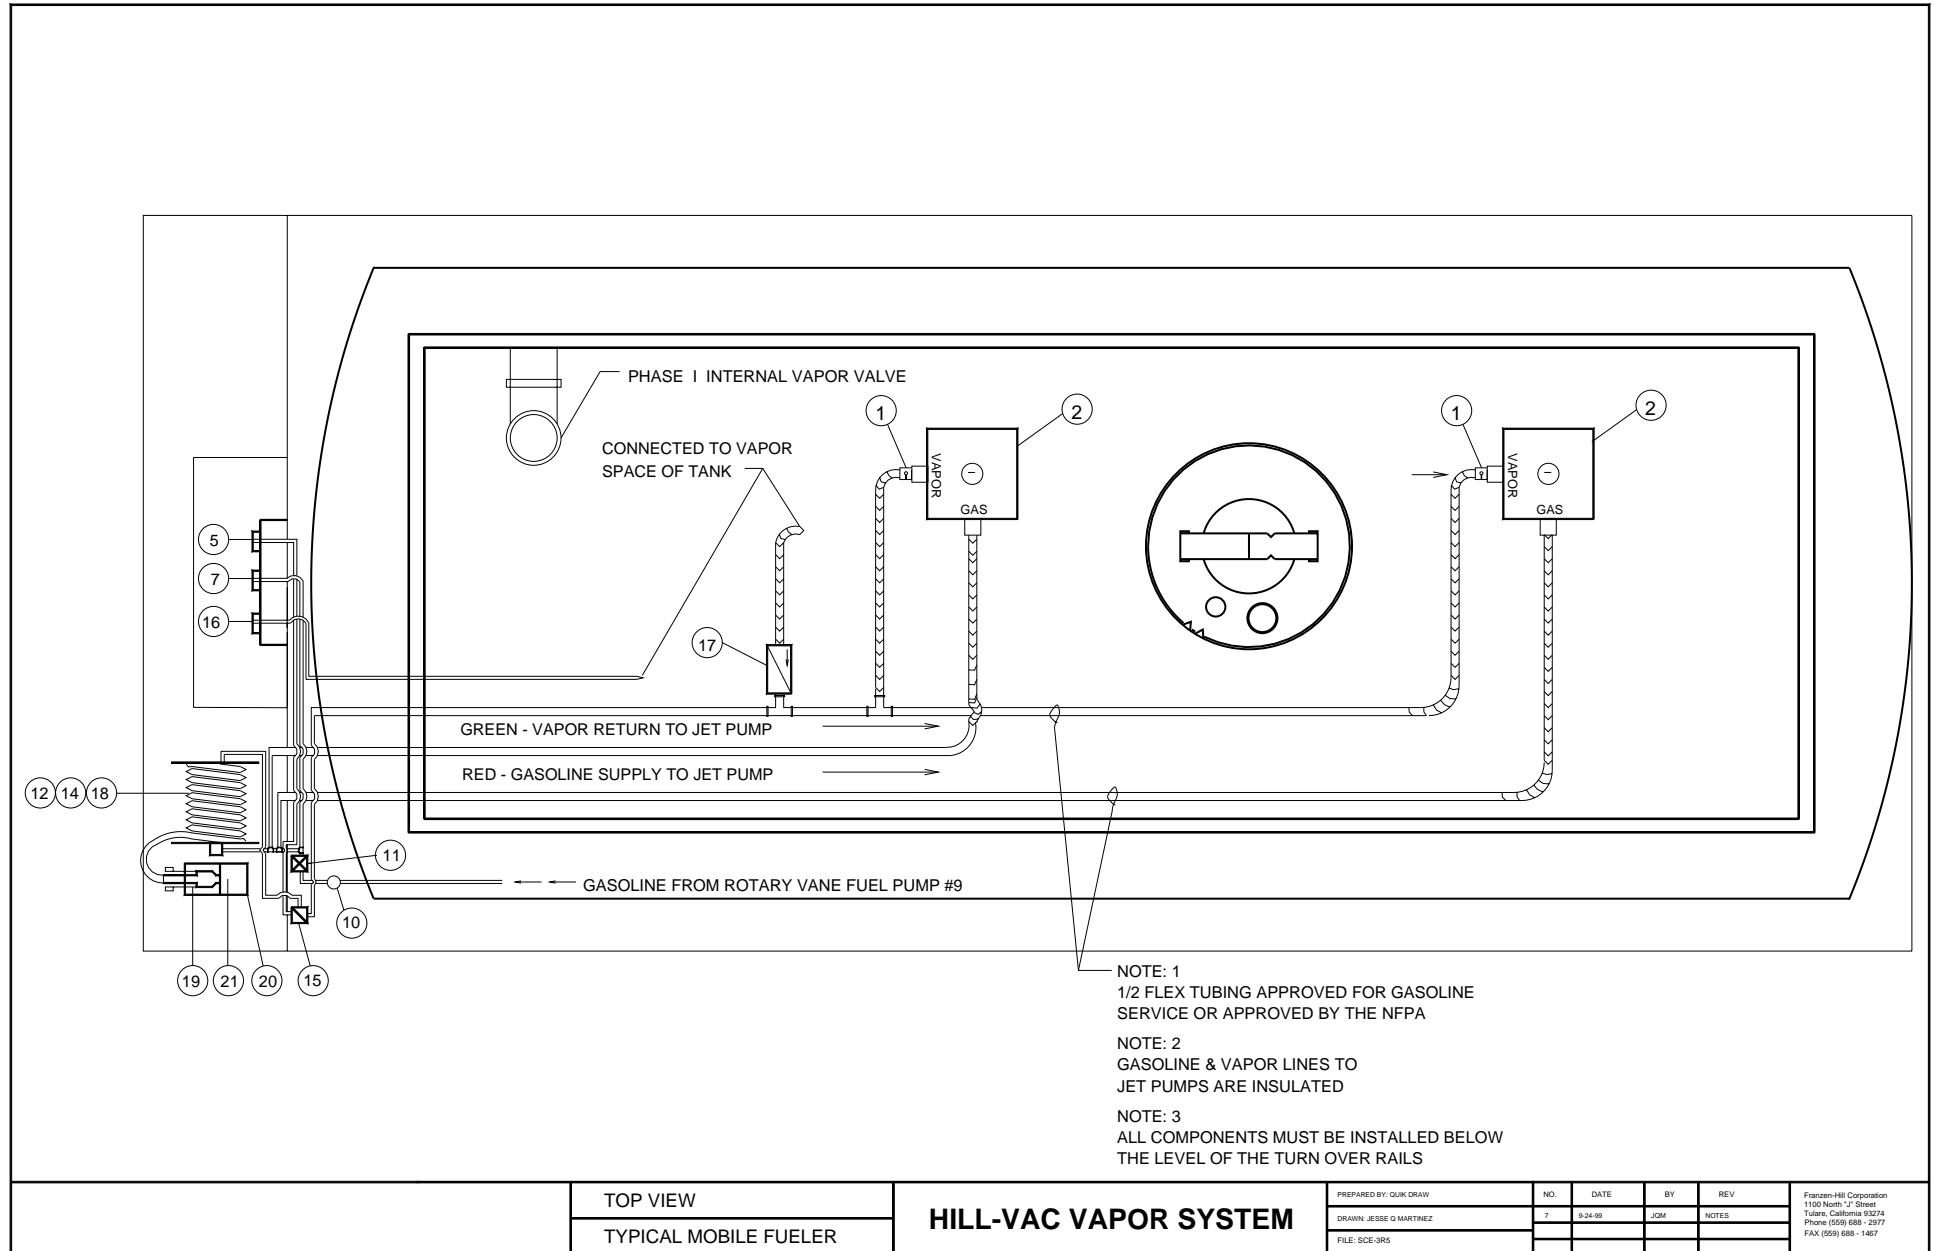 PHASE I INTERNAL VAPOR VALVE
CONNECTED TO VAPOR
SPACE OF TANK
1
2
1
2
VAPOR
GAS
VAPOR
GAS
5
7
16
17
GREEN - VAPOR RETURN TO JET PUMP
RED - GASOLINE SUPPLY TO JET PUMP
12 14 18
11
GASOLINE FROM ROTARY VANE FUEL PUMP #9
10
19 21 20 15
NOTE: 1
1/2 FLEX TUBING APPROVED FOR GASOLINE
SERVICE OR APPROVED BY THE NFPA
NOTE: 2
GASOLINE & VAPOR LINES TO
JET PUMPS ARE INSULATED
NOTE: 3
ALL COMPONENTS MUST BE INSTALLED BELOW
THE LEVEL OF THE TURN OVER RAILS
TOP VIEW
TYPICAL MOBILE FUELER
HILL-VAC VAPOR SYSTEM
PREPARED BY: QUIK DRAW
DRAWN: JESSE Q MARTINEZ
FILE: SCE-3R5
NO. DATE BY REV
7 9-24-99 JQM NOTES
Franzen-Hill Corporation
1100 North "J" Street
Tulare, California 93274
Phone (559) 688 - 2977
FAX (559) 688 - 1467